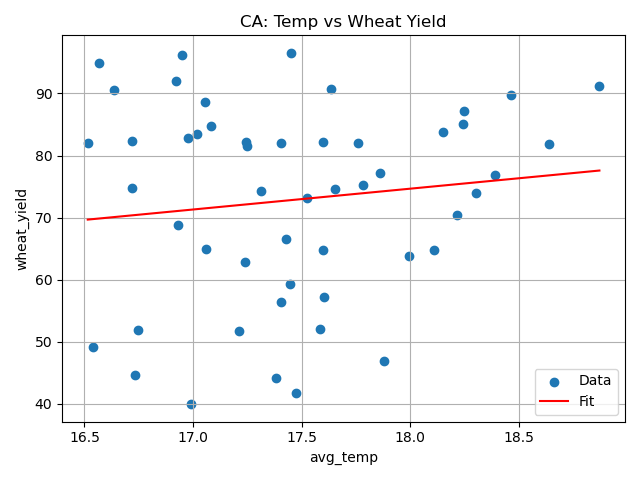 CA: Temp vs Wheat Yield
wheat_yield
90
80
70
60
50
40
16.5 17.0 17.5 18.0 18.5
avg_temp
Data
Fit